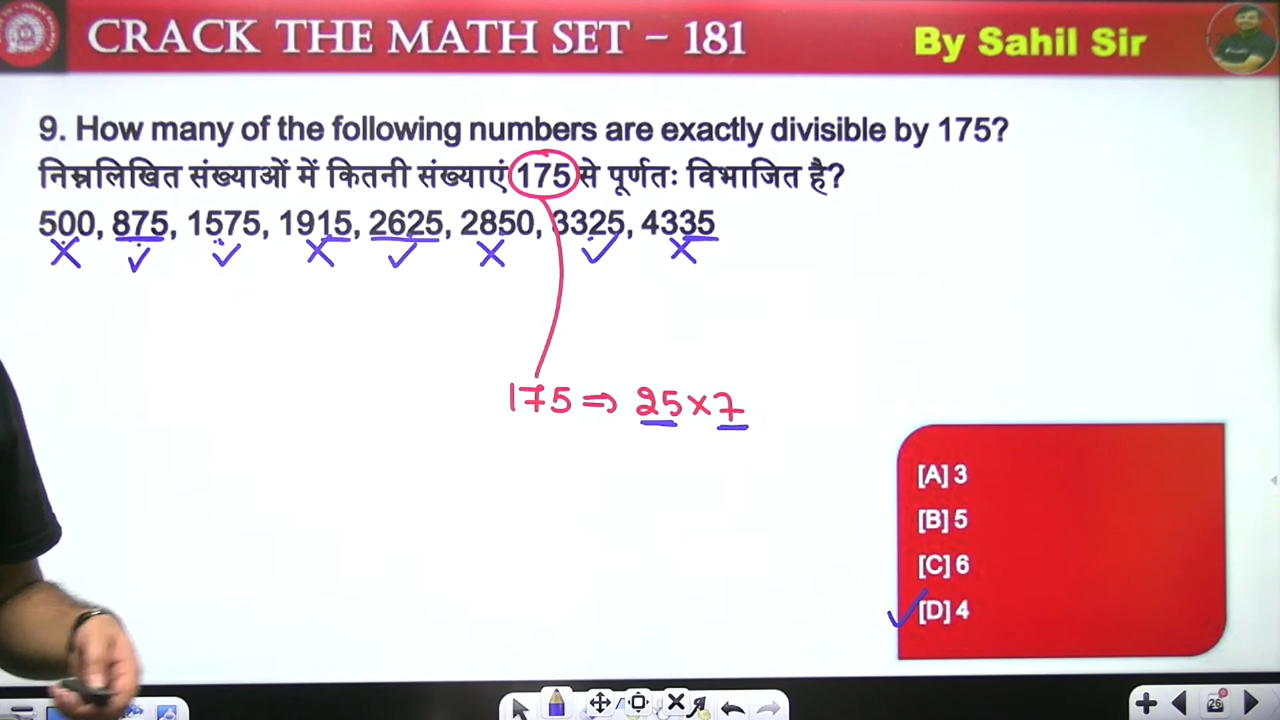 CRACK THE MATH SET – 181
By Sahil Sir
9. How many of the following numbers are exactly divisible by 175?
निम्नलिखित संख्याओं में कितनी संख्याएं 175 से पूर्णतः विभाजित है?
500, 875, 1575, 1915, 2625, 2850, 3325, 4335
175 ⇒ 25 × 7
[A] 3
[B] 5
[C] 6
[D] 4
26